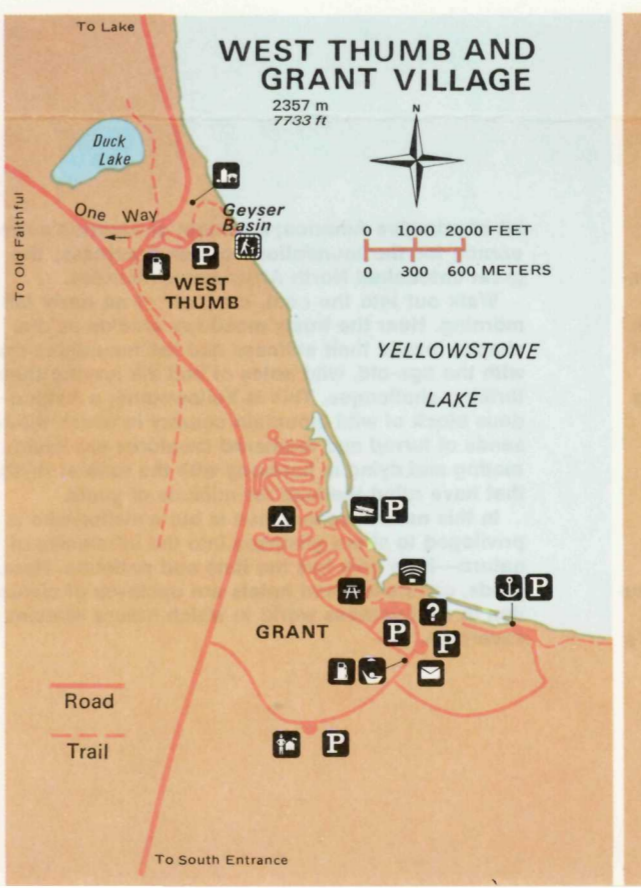 To Lake
WEST THUMB AND
GRANT VILLAGE
2357 m
7733 ft
N
Duck
Lake
To Old Faithful
One Way
Geyser
Basin
0 1000 2000 FEET
0 300 600 METERS
P
WEST
THUMB
YELLOWSTONE
LAKE
P
P
?
GRANT
P
P
Road
Trail
P
To South Entrance